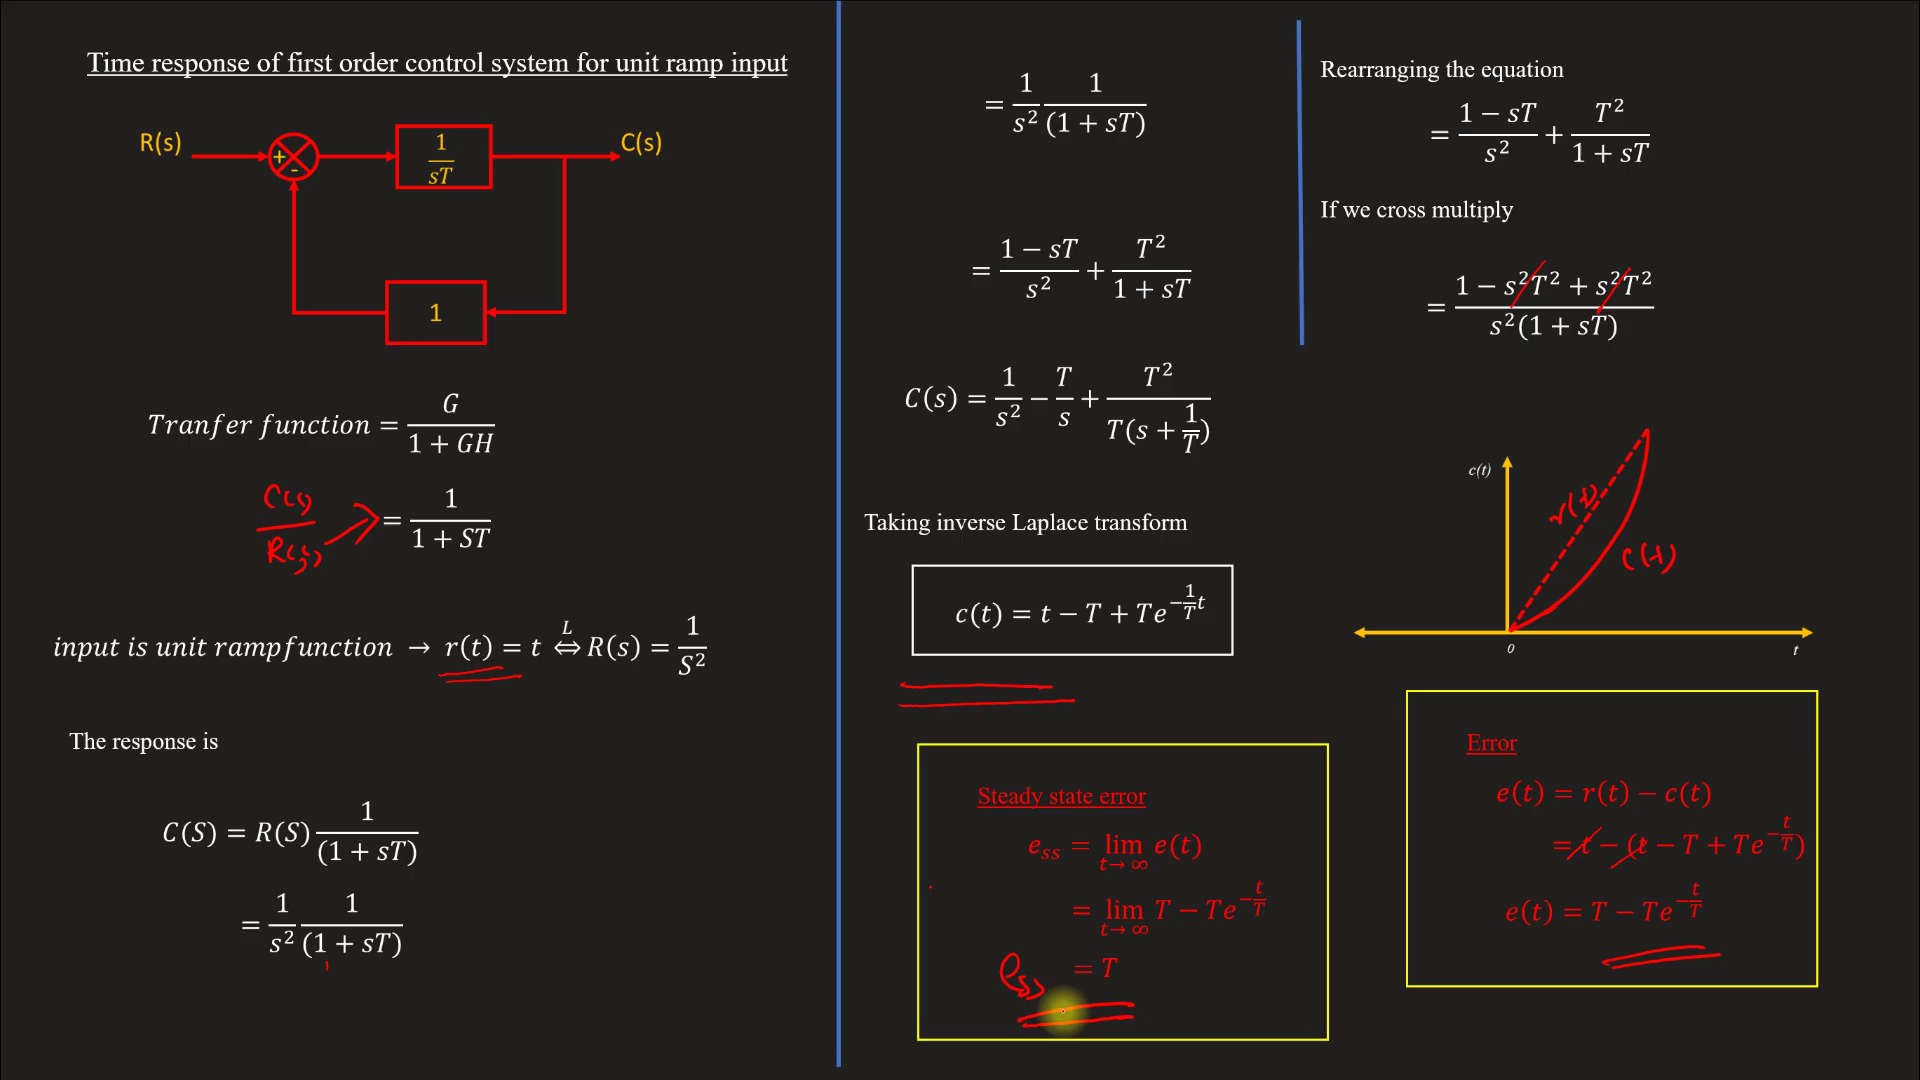 Time response of first order control system for unit ramp input
R(s)
+
-
1/sT
C(s)
1
Tranfer function = G/(1 + GH)
C(s)/R(s) = 1/(1 + ST)
input is unit rampfunction → r(t) = t ⇔ᴸ R(s) = 1/S²
The response is
C(S) = R(S) 1/(1 + sT)
= 1/s² 1/(1 + sT)
= 1/s² 1/(1 + sT)
= (1 − sT)/s² + T²/(1 + sT)
C(s) = 1/s² − T/s + T²/(T(s + 1/T))
Taking inverse Laplace transform
c(t) = t − T + Te^(−(1/T)t)
Steady state error
e_ss = lim_(t→∞) e(t)
= lim_(t→∞) T − Te^(−t/T)
e_ss = T
Rearranging the equation
= (1 − sT)/s² + T²/(1 + sT)
If we cross multiply
= (1 − s²T² + s²T²)/(s²(1 + sT))
c(t)
r(t)
c(t)
0
t
Error
e(t) = r(t) − c(t)
= t − (t − T + Te^(−t/T))
e(t) = T − Te^(−t/T)